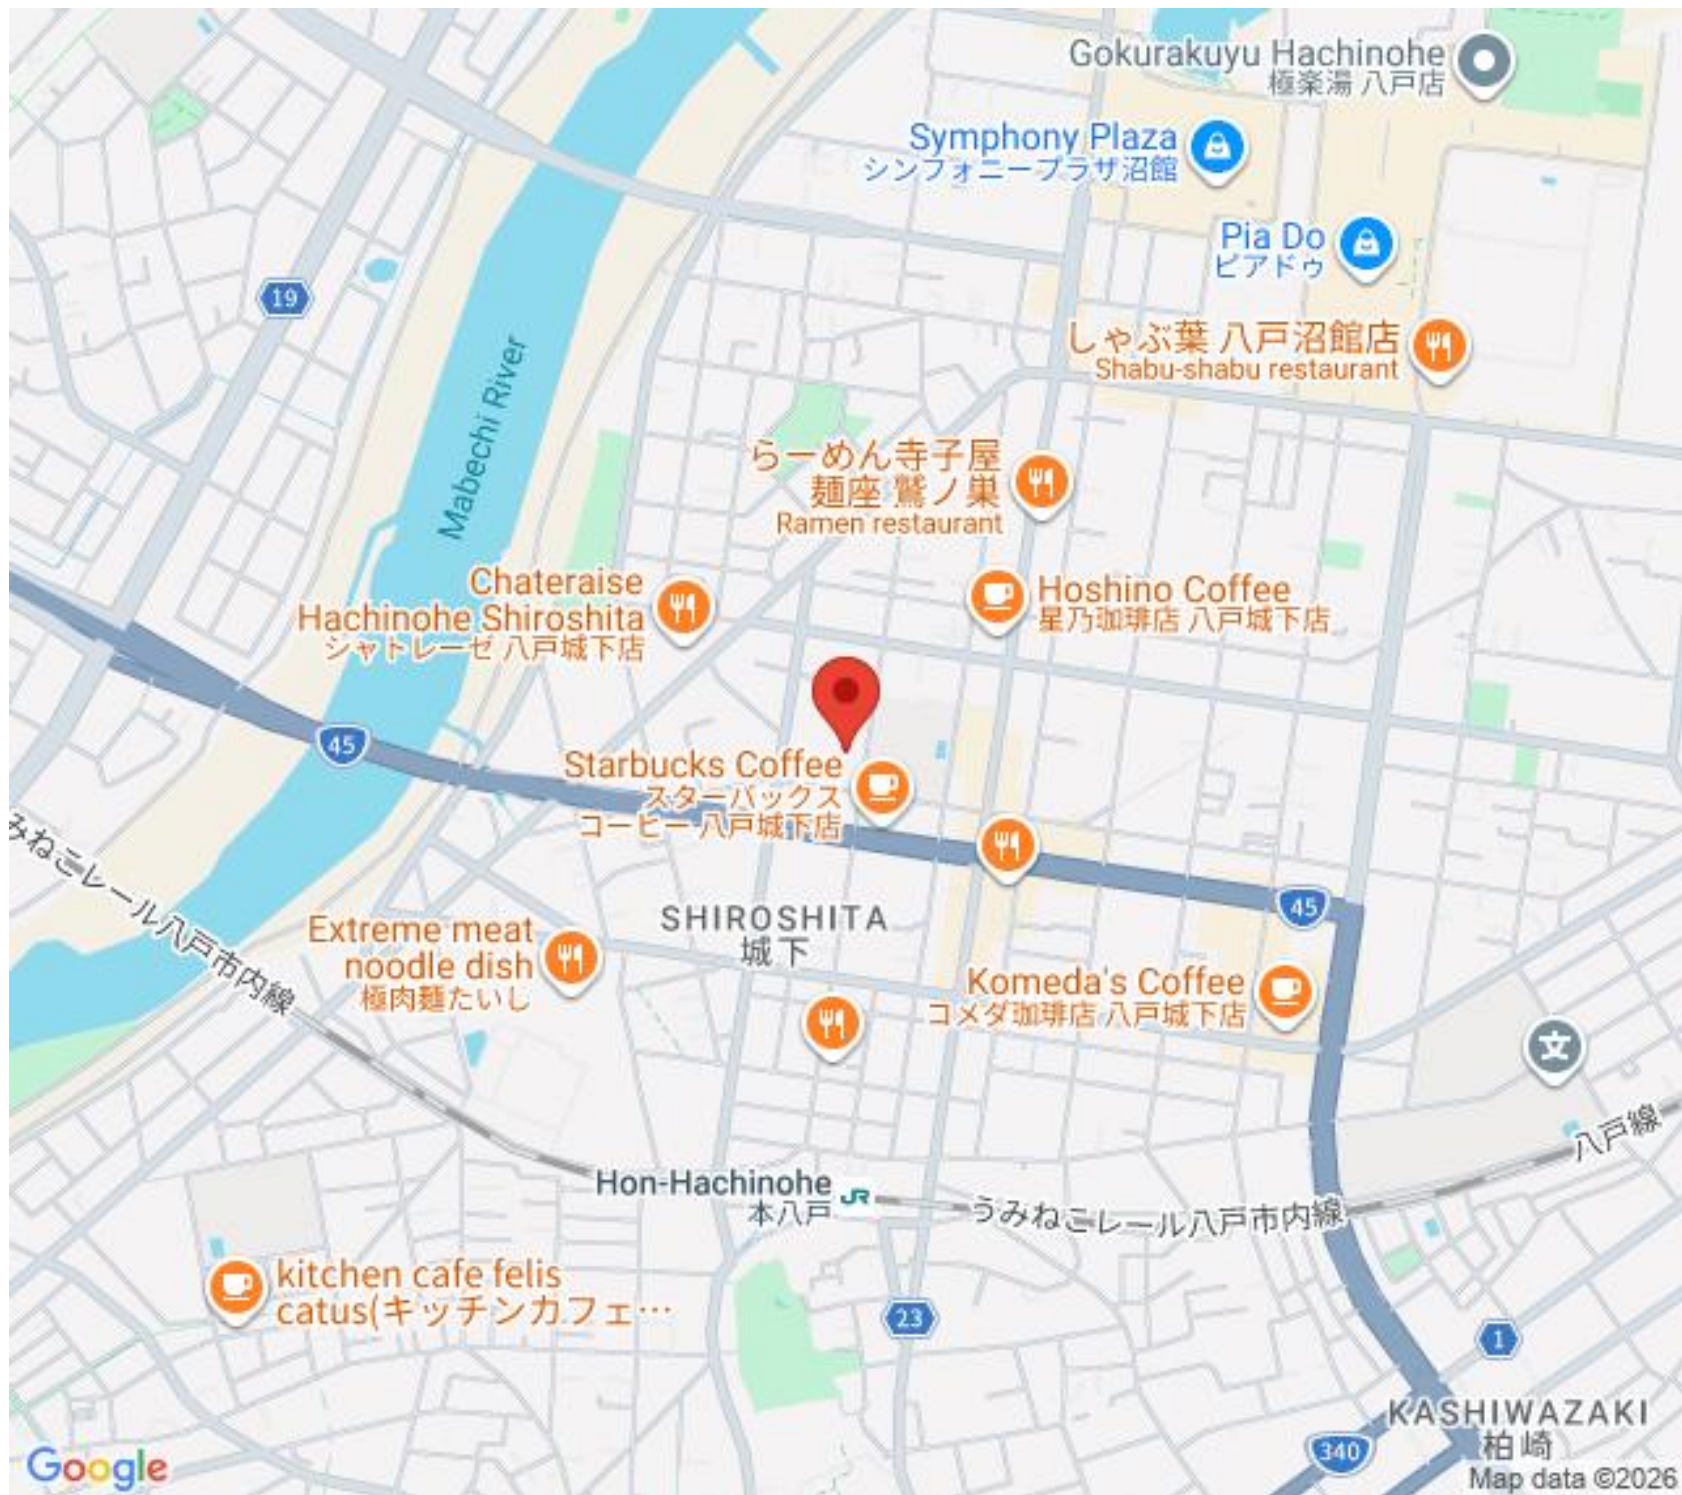 Gokurakuyu Hachinohe
極楽湯 八戸店
Symphony Plaza
シンフォニープラザ沼館
Pia Do
ピアドゥ
19
しゃぶ葉 八戸沼館店
Shabu-shabu restaurant
Mabechi River
らーめん寺子屋
麺座 鷲ノ巣
Ramen restaurant
Chateraise
Hachinohe Shiroshita
シャトレーゼ 八戸城下店
Hoshino Coffee
星乃珈琲店 八戸城下店
45
Starbucks Coffee
スターバックス
コーヒー 八戸城下店
うみねこレール八戸市内線
45
SHIROSHITA
城下
Extreme meat
noodle dish
極肉麺たいし
Komeda's Coffee
コメダ珈琲店 八戸城下店
文
八戸線
Hon-Hachinohe
本八戸
JR
うみねこレール八戸市内線
kitchen cafe felis
catus(キッチンカフェ…
23
1
KASHIWAZAKI
柏崎
340
Google
Map data ©2026